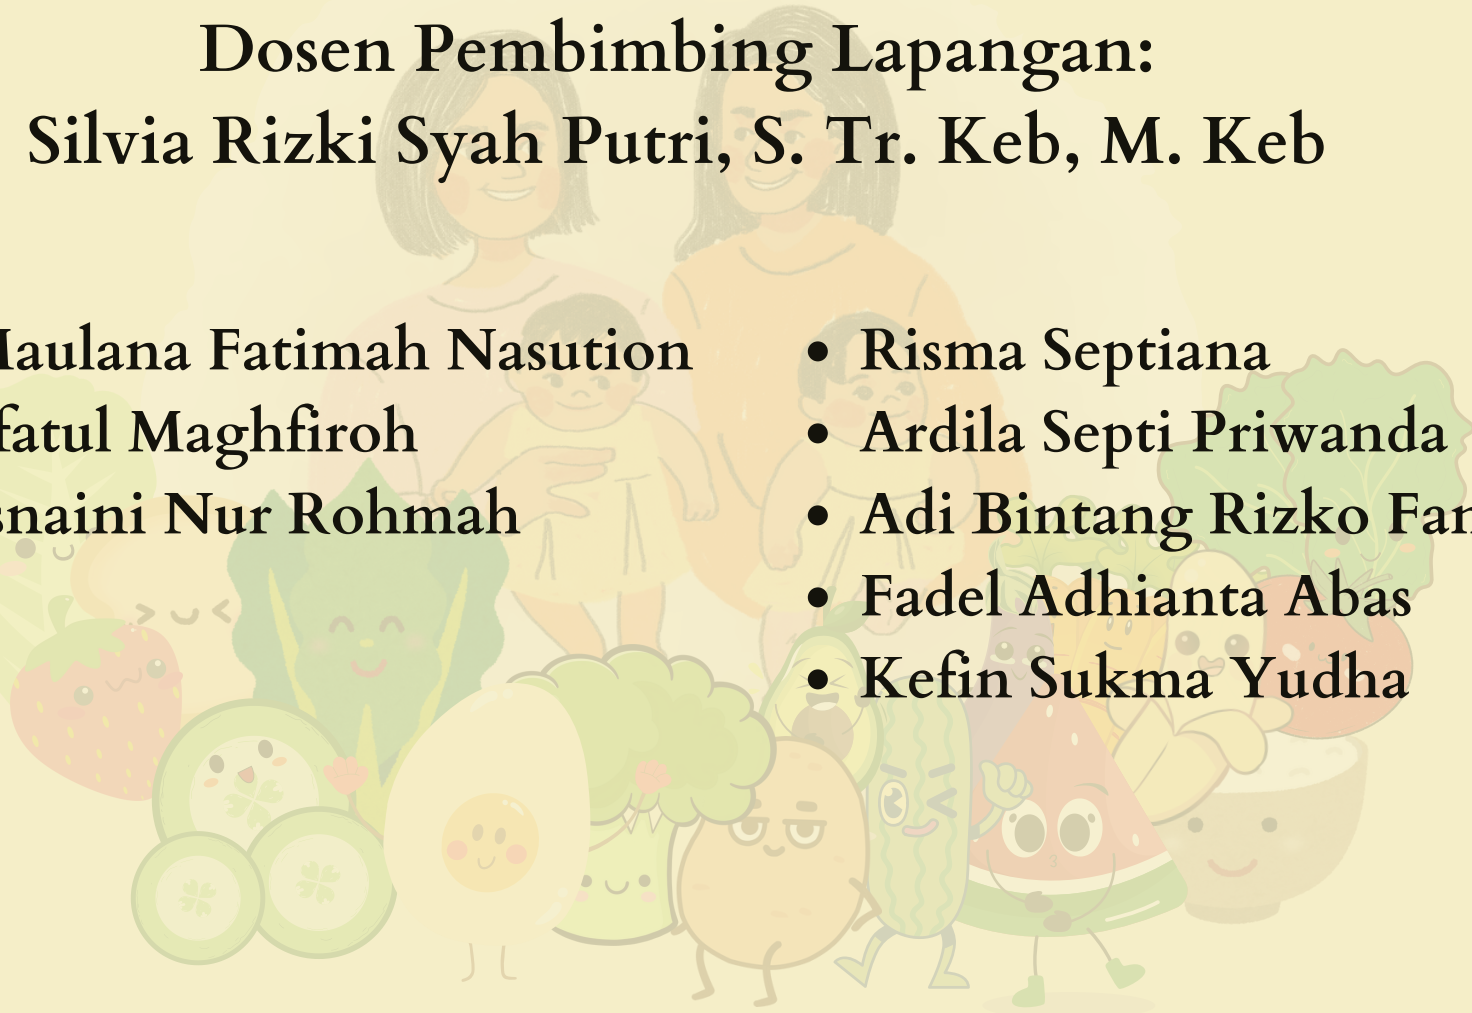 Dosen Pembimbing Lapangan:
Silvia Rizki Syah Putri, S. Tr. Keb, M. Keb
Fatimah Nasution
Maghfiroh
Nur Rohmah
• Risma Septiana
• Ardila Septi Priwanda
• Adi Bintang Rizko
• Fadel Adhianta Abas
• Kefin Sukma Yudha